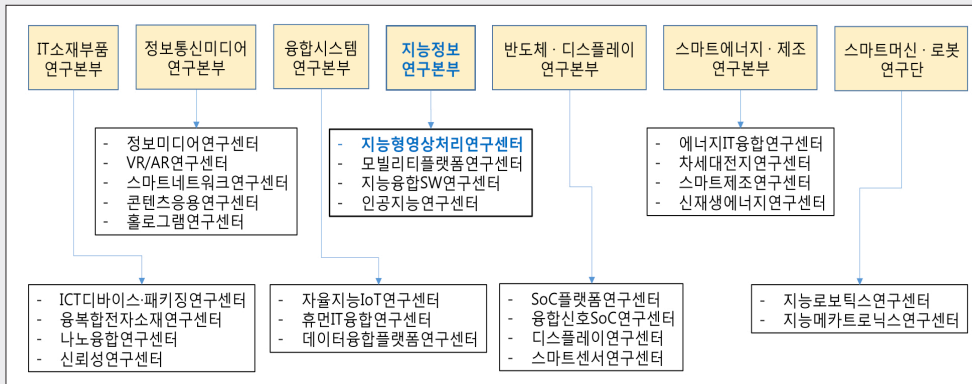 IT소재부품
연구본부
정보통신미디어
연구본부
융합시스템
연구본부
지능정보
연구본부
반도체 · 디스플레이
연구본부
스마트에너지 · 제조
연구본부
스마트머신 · 로봇
연구단
- 정보미디어연구센터
- VR/AR연구센터
- 스마트네트워크연구센터
- 콘텐츠응용연구센터
- 홀로그램연구센터
- 지능형영상처리연구센터
- 모빌리티플랫폼연구센터
- 지능융합SW연구센터
- 인공지능연구센터
- 에너지IT융합연구센터
- 차세대전지연구센터
- 스마트제조연구센터
- 신재생에너지연구센터
- ICT디바이스·패키징연구센터
- 융복합전자소재연구센터
- 나노융합연구센터
- 신뢰성연구센터
- 자율지능IoT연구센터
- 휴먼IT융합연구센터
- 데이터융합플랫폼연구센터
- SoC플랫폼연구센터
- 융합신호SoC연구센터
- 디스플레이연구센터
- 스마트센서연구센터
- 지능로보틱스연구센터
- 지능메카트로닉스연구센터